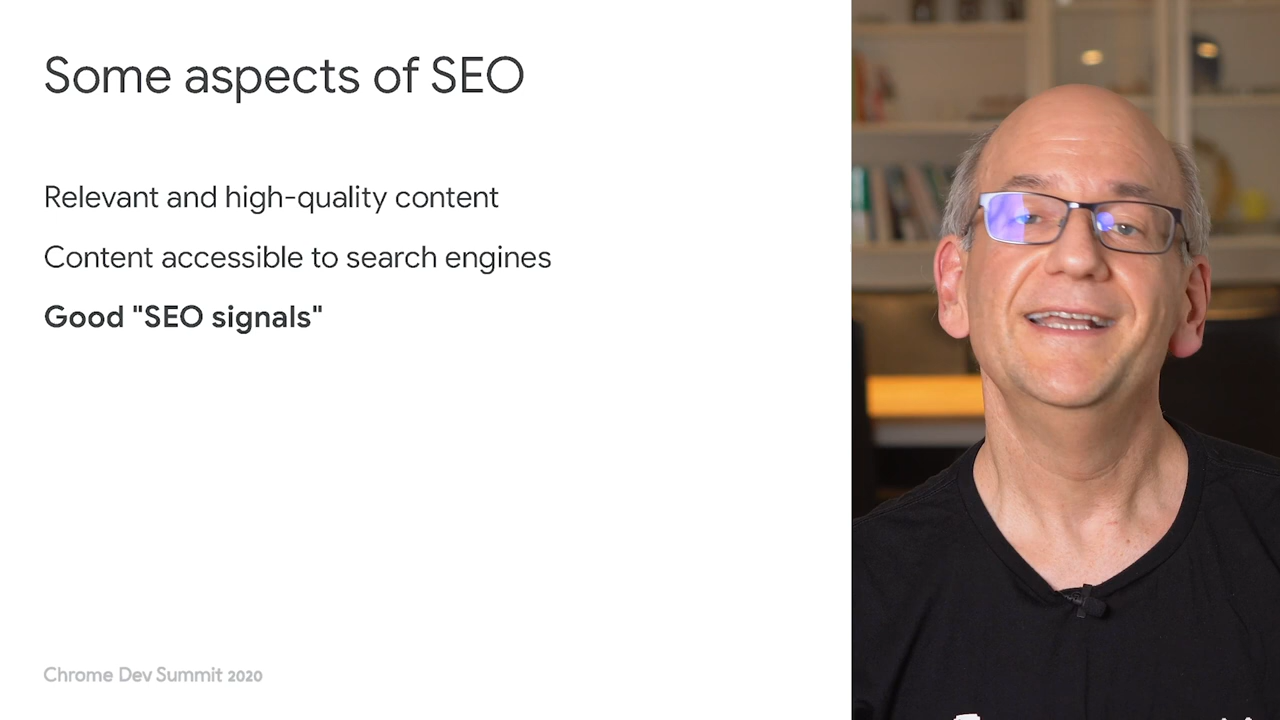 Some aspects of SEO
Relevant and high-quality content
Content accessible to search engines
Good "SEO signals"
Chrome Dev Summit 2020